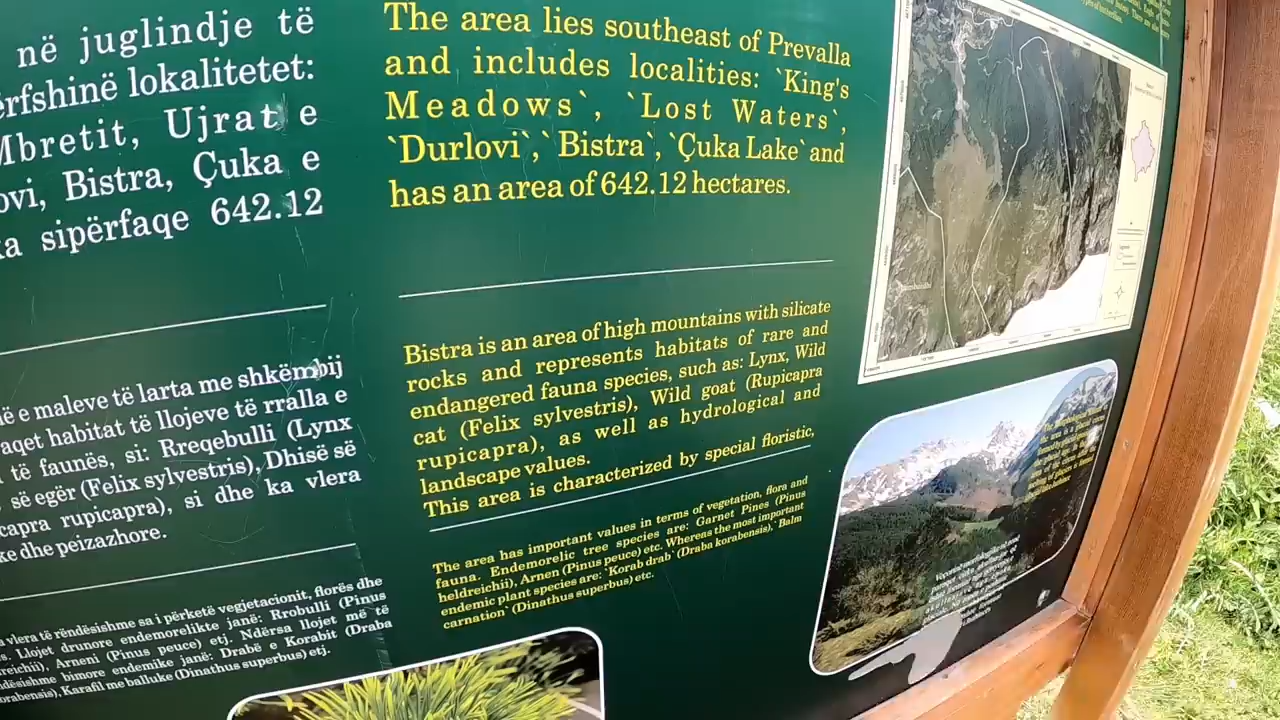 në juglindje të
ërfshinë lokalitetet:
Mbretit, Ujrat e
ovi, Bistra, Çuka e
ka sipërfaqe 642.12
The area lies southeast of Prevalla
and includes localities: `King's
Meadows`, `Lost Waters`,
`Durlovi`,` Bistra`, `Çuka Lake` and
has an area of 642.12 hectares.
e maleve të larta me shkëmbij
aqet habitat të llojeve të rralla e
të faunës, si: Rreqebulli (Lynx
së egër (Felix sylvestris), Dhisë së
capra rupicapra), si dhe ka vlera
ke dhe peizazhore.
Bistra is an area of high mountains with silicate
rocks and represents habitats of rare and
endangered fauna species, such as: Lynx, Wild
cat (Felix sylvestris), Wild goat (Rupicapra
rupicapra), as well as hydrological and
landscape values.
This area is characterized by special floristic,
vlera të rëndësishme sa i përketë vegjetacionit, florës dhe
s. Llojet drunore endemorelikte janë: Rrobulli (Pinus
reichii), Arneni (Pinus peuce) etj. Ndërsa llojet më të
ndësishme bimore endemike janë: Drabë e Korabit (Draba
orabensis), Karafil me balluke (Dinathus superbus) etj.
The area has important values in terms of vegetation, flora and
fauna. Endemorelic tree species are: Garnet Pines (Pinus
heldreichii), Arnen (Pinus peuce) etc. Whereas the most important
endemic plant species are: `Korab drab` (Draba korabensis), `Balm
carnation` (Dinathus superbus) etc.